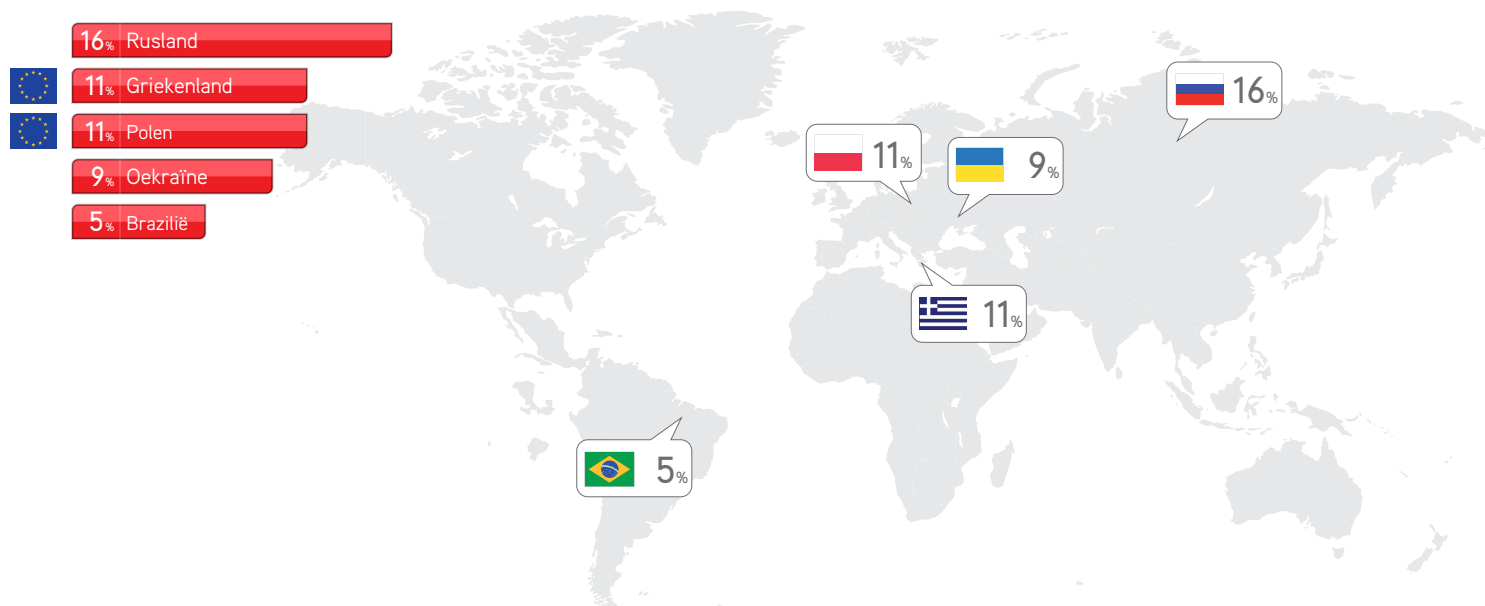 16% Rusland
11% Griekenland
11% Polen
9% Oekraïne
5% Brazilië
16%
11%
9%
11%
5%